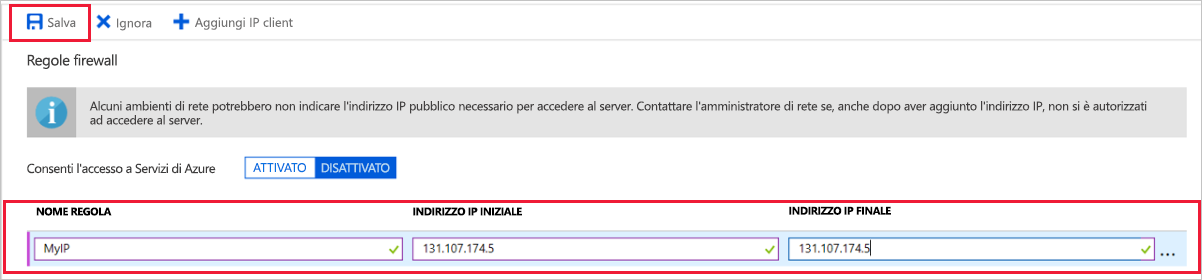 Salva Ignora Aggiungi IP client
Regole firewall
Alcuni ambienti di rete potrebbero non indicare l'indirizzo IP pubblico necessario per accedere al server. Contattare l'amministratore di rete se, anche dopo aver aggiunto l'indirizzo IP, non si è autorizzati
ad accedere al server.
Consenti l'accesso a Servizi di Azure ATTIVATO DISATTIVATO
NOME REGOLA INDIRIZZO IP INIZIALE INDIRIZZO IP FINALE
MyIP 131.107.174.5 131.107.174.5 ...